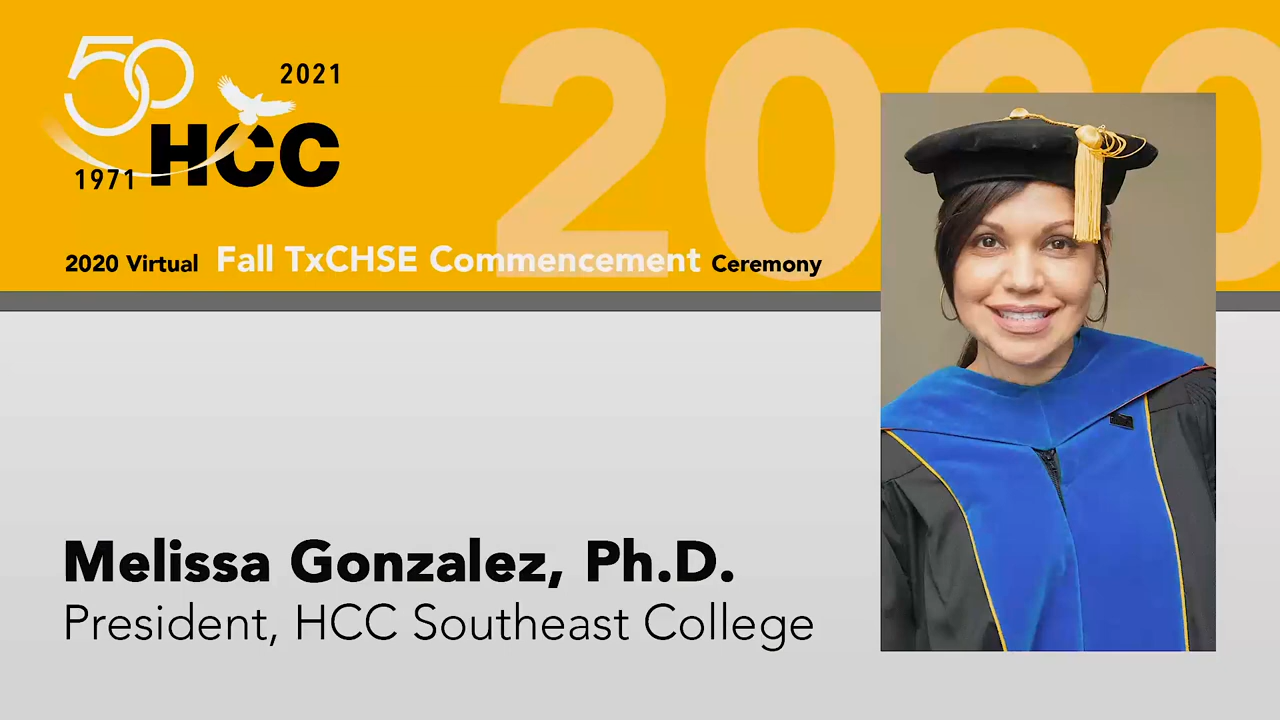 50
2021
HCC
1971
2020
2020 Virtual Fall TxCHSE Commencement Ceremony
Melissa Gonzalez, Ph.D.
President, HCC Southeast College